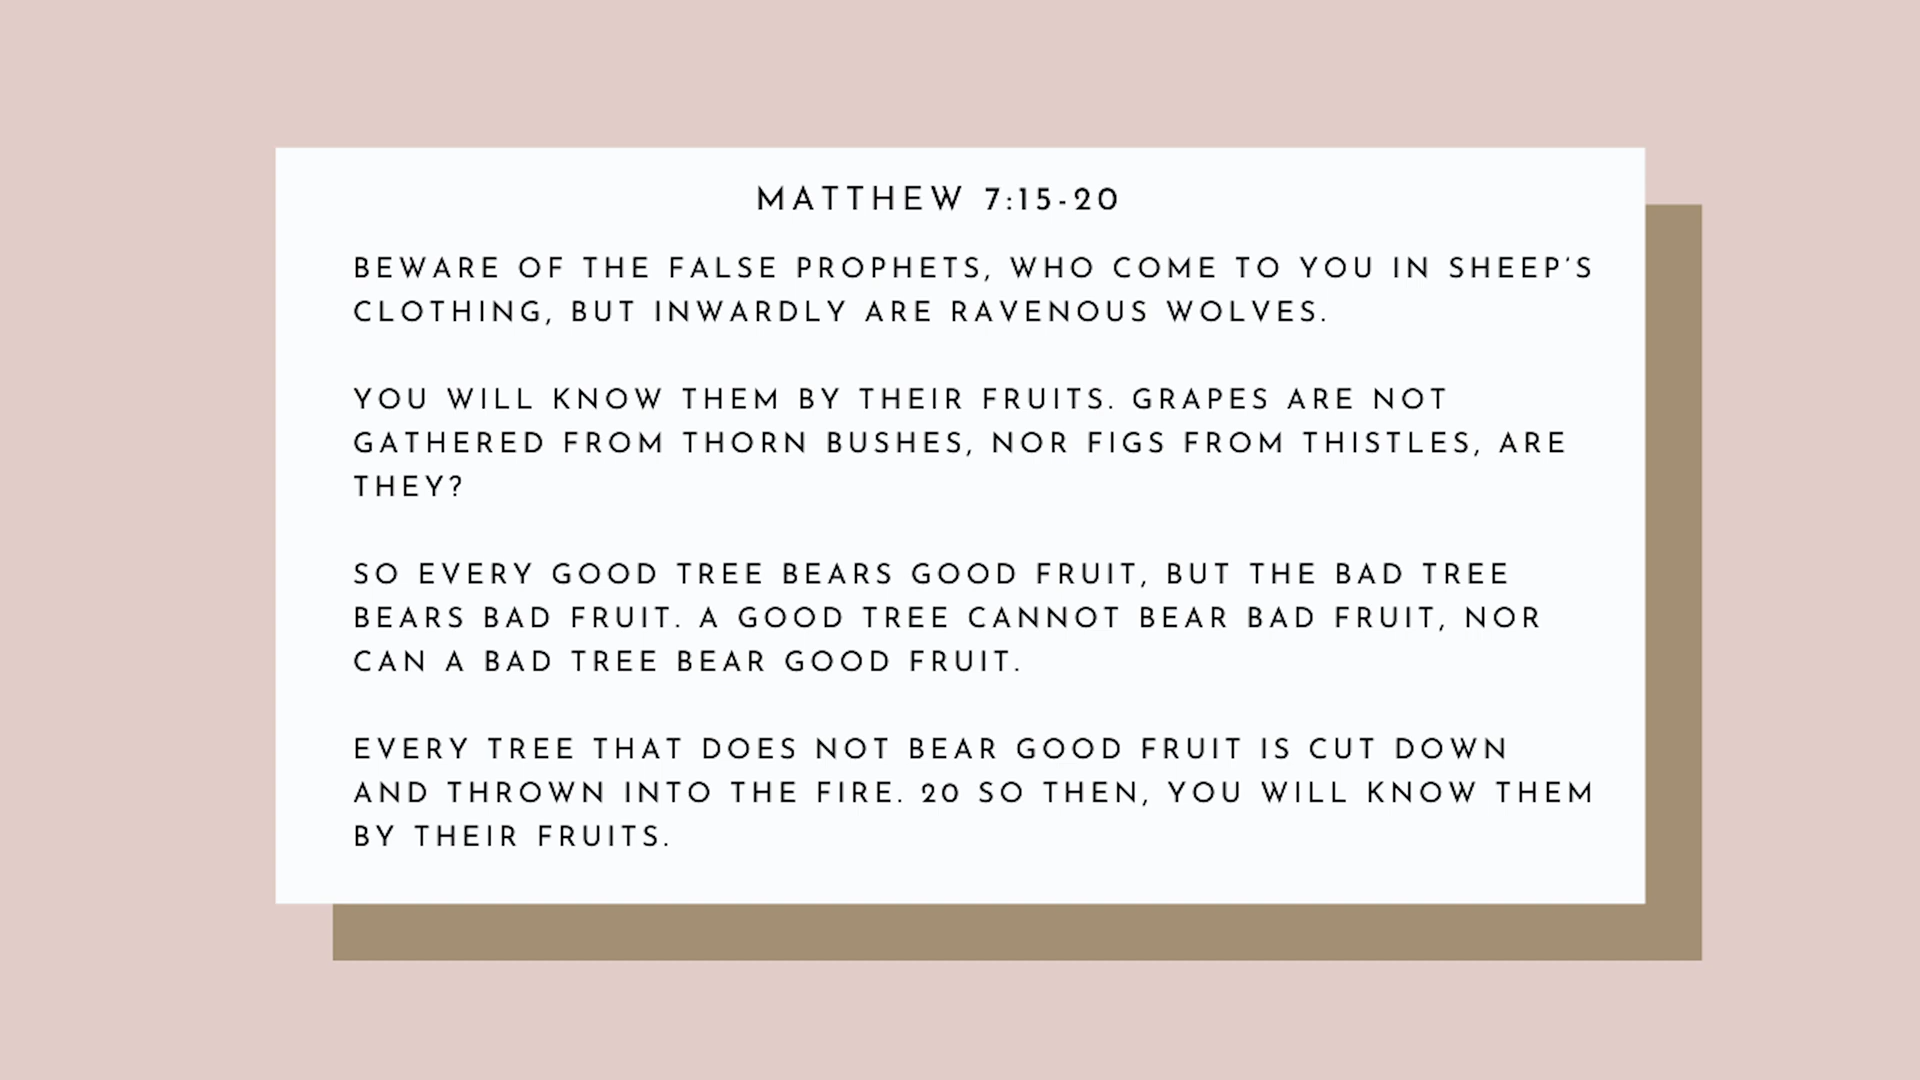 MATTHEW 7:15-20
BEWARE OF THE FALSE PROPHETS, WHO COME TO YOU IN SHEEP'S
CLOTHING, BUT INWARDLY ARE RAVENOUS WOLVES.
YOU WILL KNOW THEM BY THEIR FRUITS. GRAPES ARE NOT
GATHERED FROM THORN BUSHES, NOR FIGS FROM THISTLES, ARE
THEY?
SO EVERY GOOD TREE BEARS GOOD FRUIT, BUT THE BAD TREE
BEARS BAD FRUIT. A GOOD TREE CANNOT BEAR BAD FRUIT, NOR
CAN A BAD TREE BEAR GOOD FRUIT.
EVERY TREE THAT DOES NOT BEAR GOOD FRUIT IS CUT DOWN
AND THROWN INTO THE FIRE. 20 SO THEN, YOU WILL KNOW THEM
BY THEIR FRUITS.